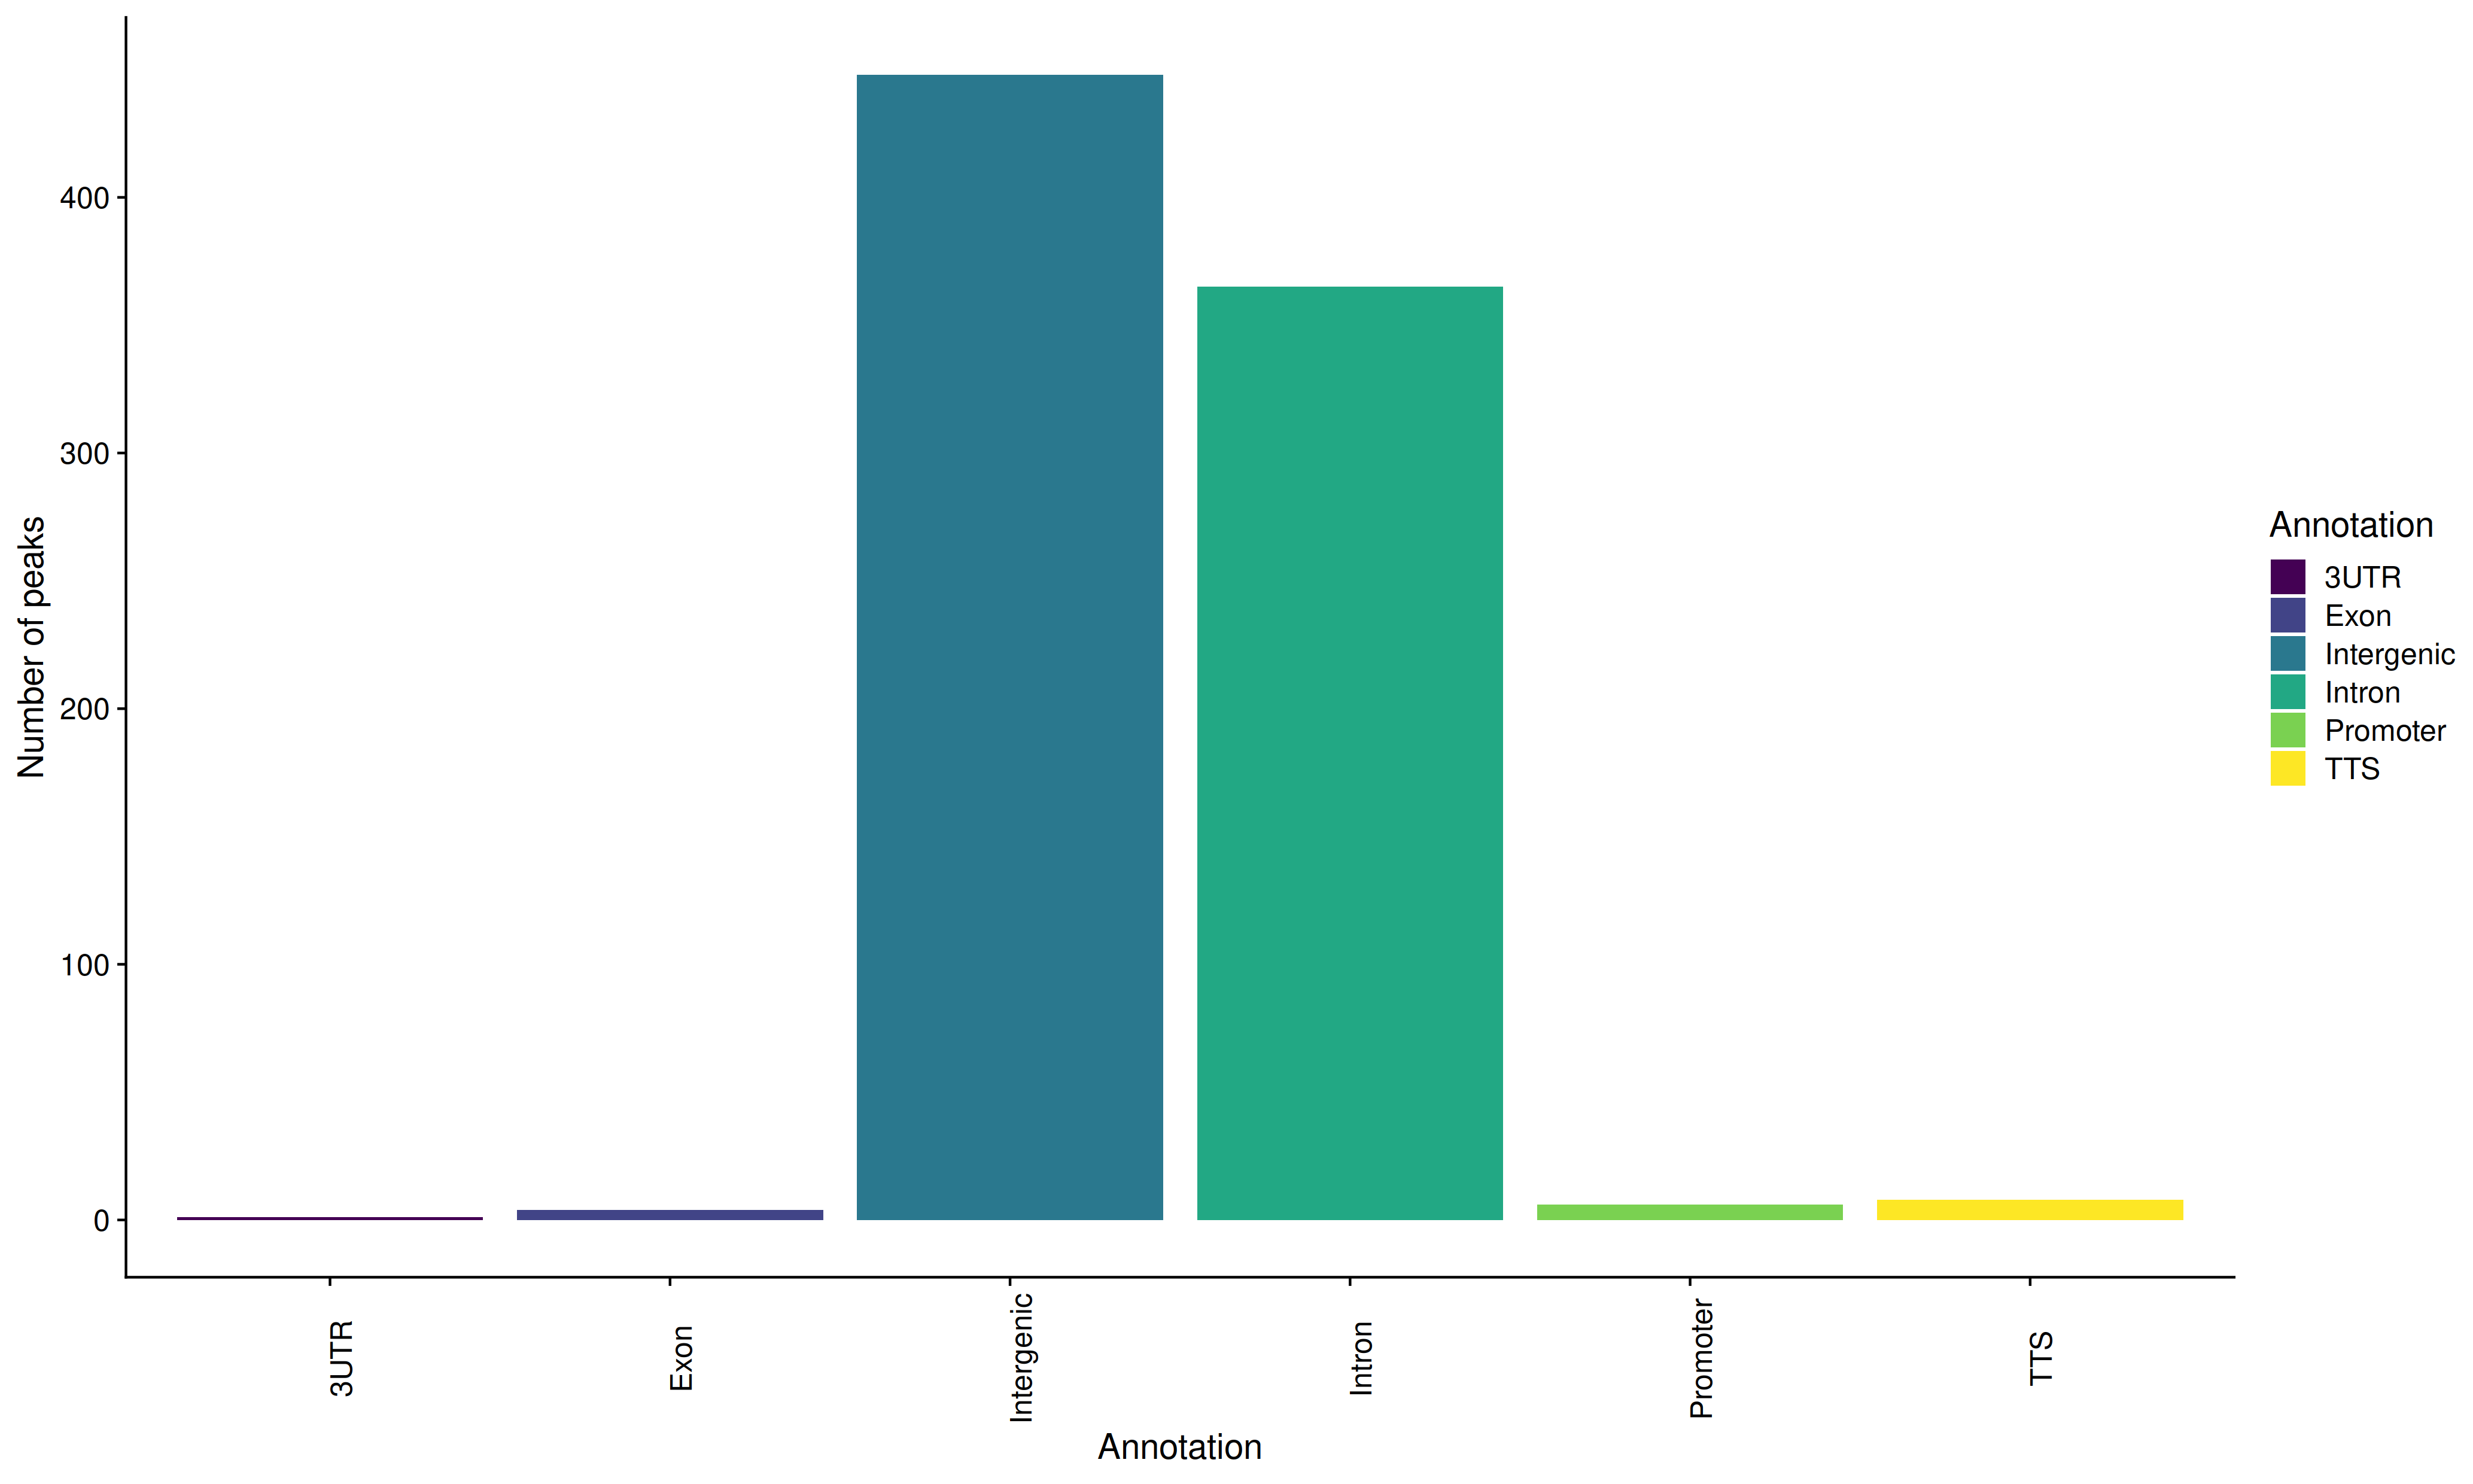 Number of peaks
400
300
200
100
0
3UTR
Exon
Intergenic
Intron
Promoter
TTS
Annotation
Annotation
3UTR
Exon
Intergenic
Intron
Promoter
TTS